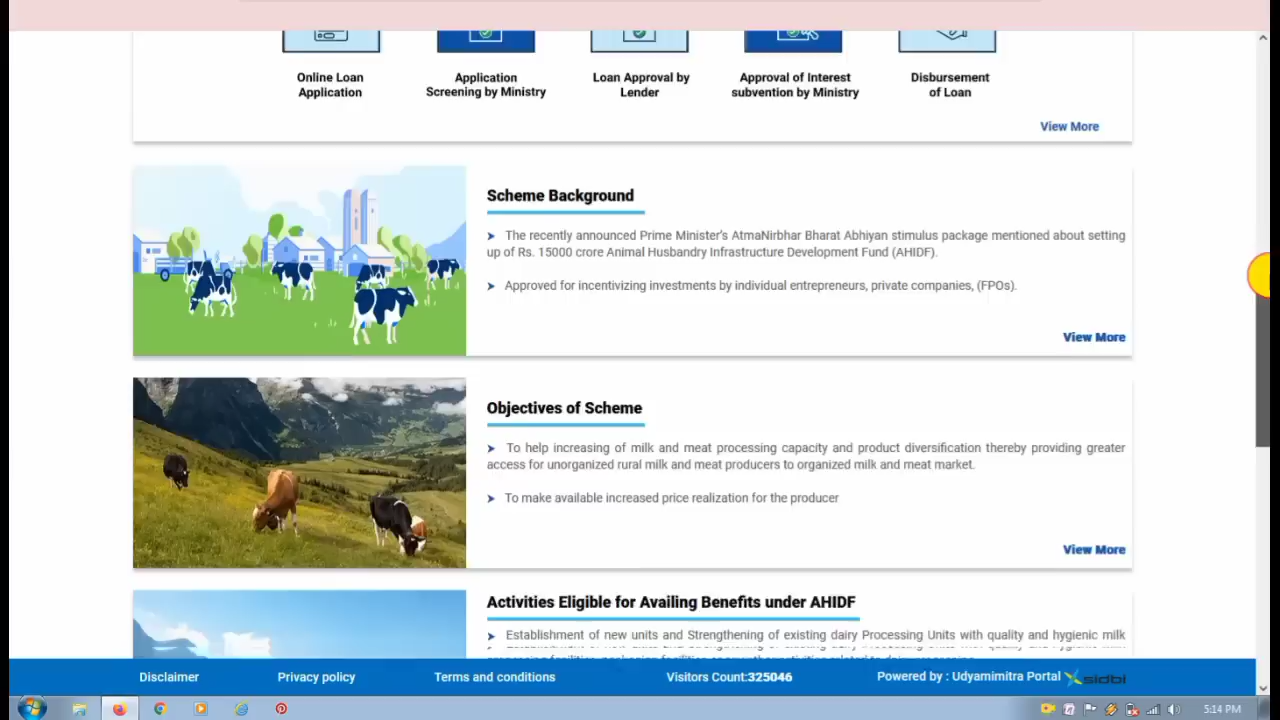 Online Loan
Application
Application
Screening by Ministry
Loan Approval by
Lender
Approval of Interest
subvention by Ministry
Disbursement
of Loan
View More
Scheme Background
The recently announced Prime Minister's AtmaNirbhar Bharat Abhiyan stimulus package mentioned about setting
up of Rs. 15000 crore Animal Husbandry Infrastructure Development Fund (AHIDF).
Approved for incentivizing investments by individual entrepreneurs, private companies, (FPOs).
View More
Objectives of Scheme
To help increasing of milk and meat processing capacity and product diversification thereby providing greater
access for unorganized rural milk and meat producers to organized milk and meat market.
To make available increased price realization for the producer
View More
Activities Eligible for Availing Benefits under AHIDF
Establishment of new units and Strengthening of existing dairy Processing Units with quality and hygienic milk
Disclaimer
Privacy policy
Terms and conditions
Visitors Count:325046
Powered by : Udyamimitra Portal
sidbi
5:14 PM